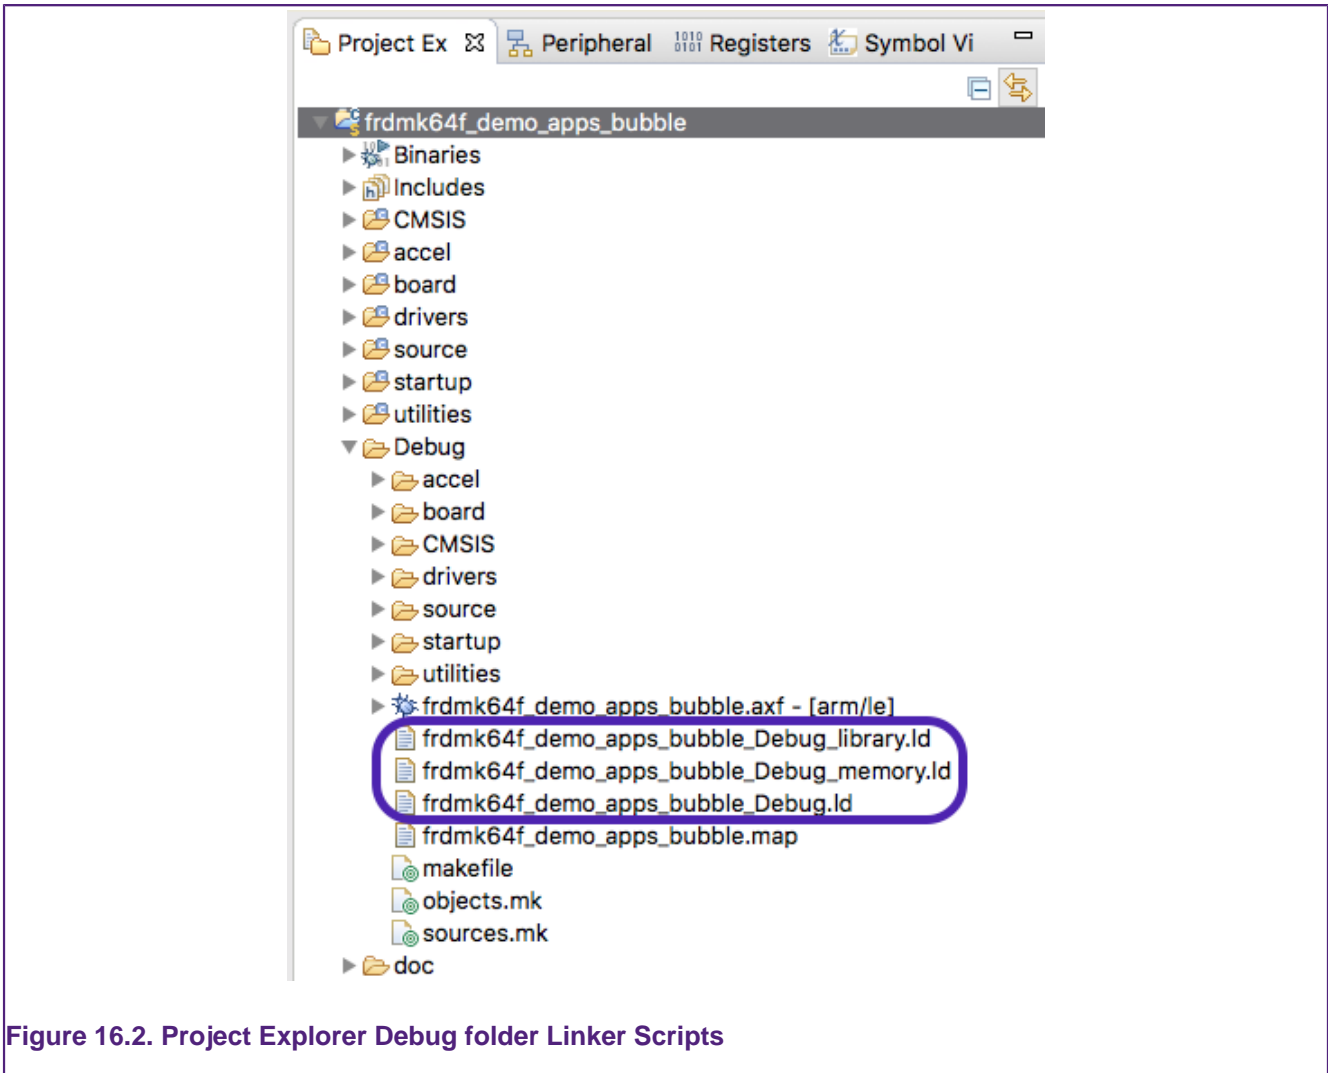 Project Ex Peripheral 1010 0101 Registers Symbol Vi
frdmk64f_demo_apps_bubble
Binaries
Includes
CMSIS
accel
board
drivers
source
startup
utilities
Debug
accel
board
CMSIS
drivers
source
startup
utilities
frdmk64f_demo_apps_bubble.axf - [arm/le]
frdmk64f_demo_apps_bubble_Debug_library.ld
frdmk64f_demo_apps_bubble_Debug_memory.ld
frdmk64f_demo_apps_bubble_Debug.ld
frdmk64f_demo_apps_bubble.map
makefile
objects.mk
sources.mk
doc
Figure 16.2. Project Explorer Debug folder Linker Scripts